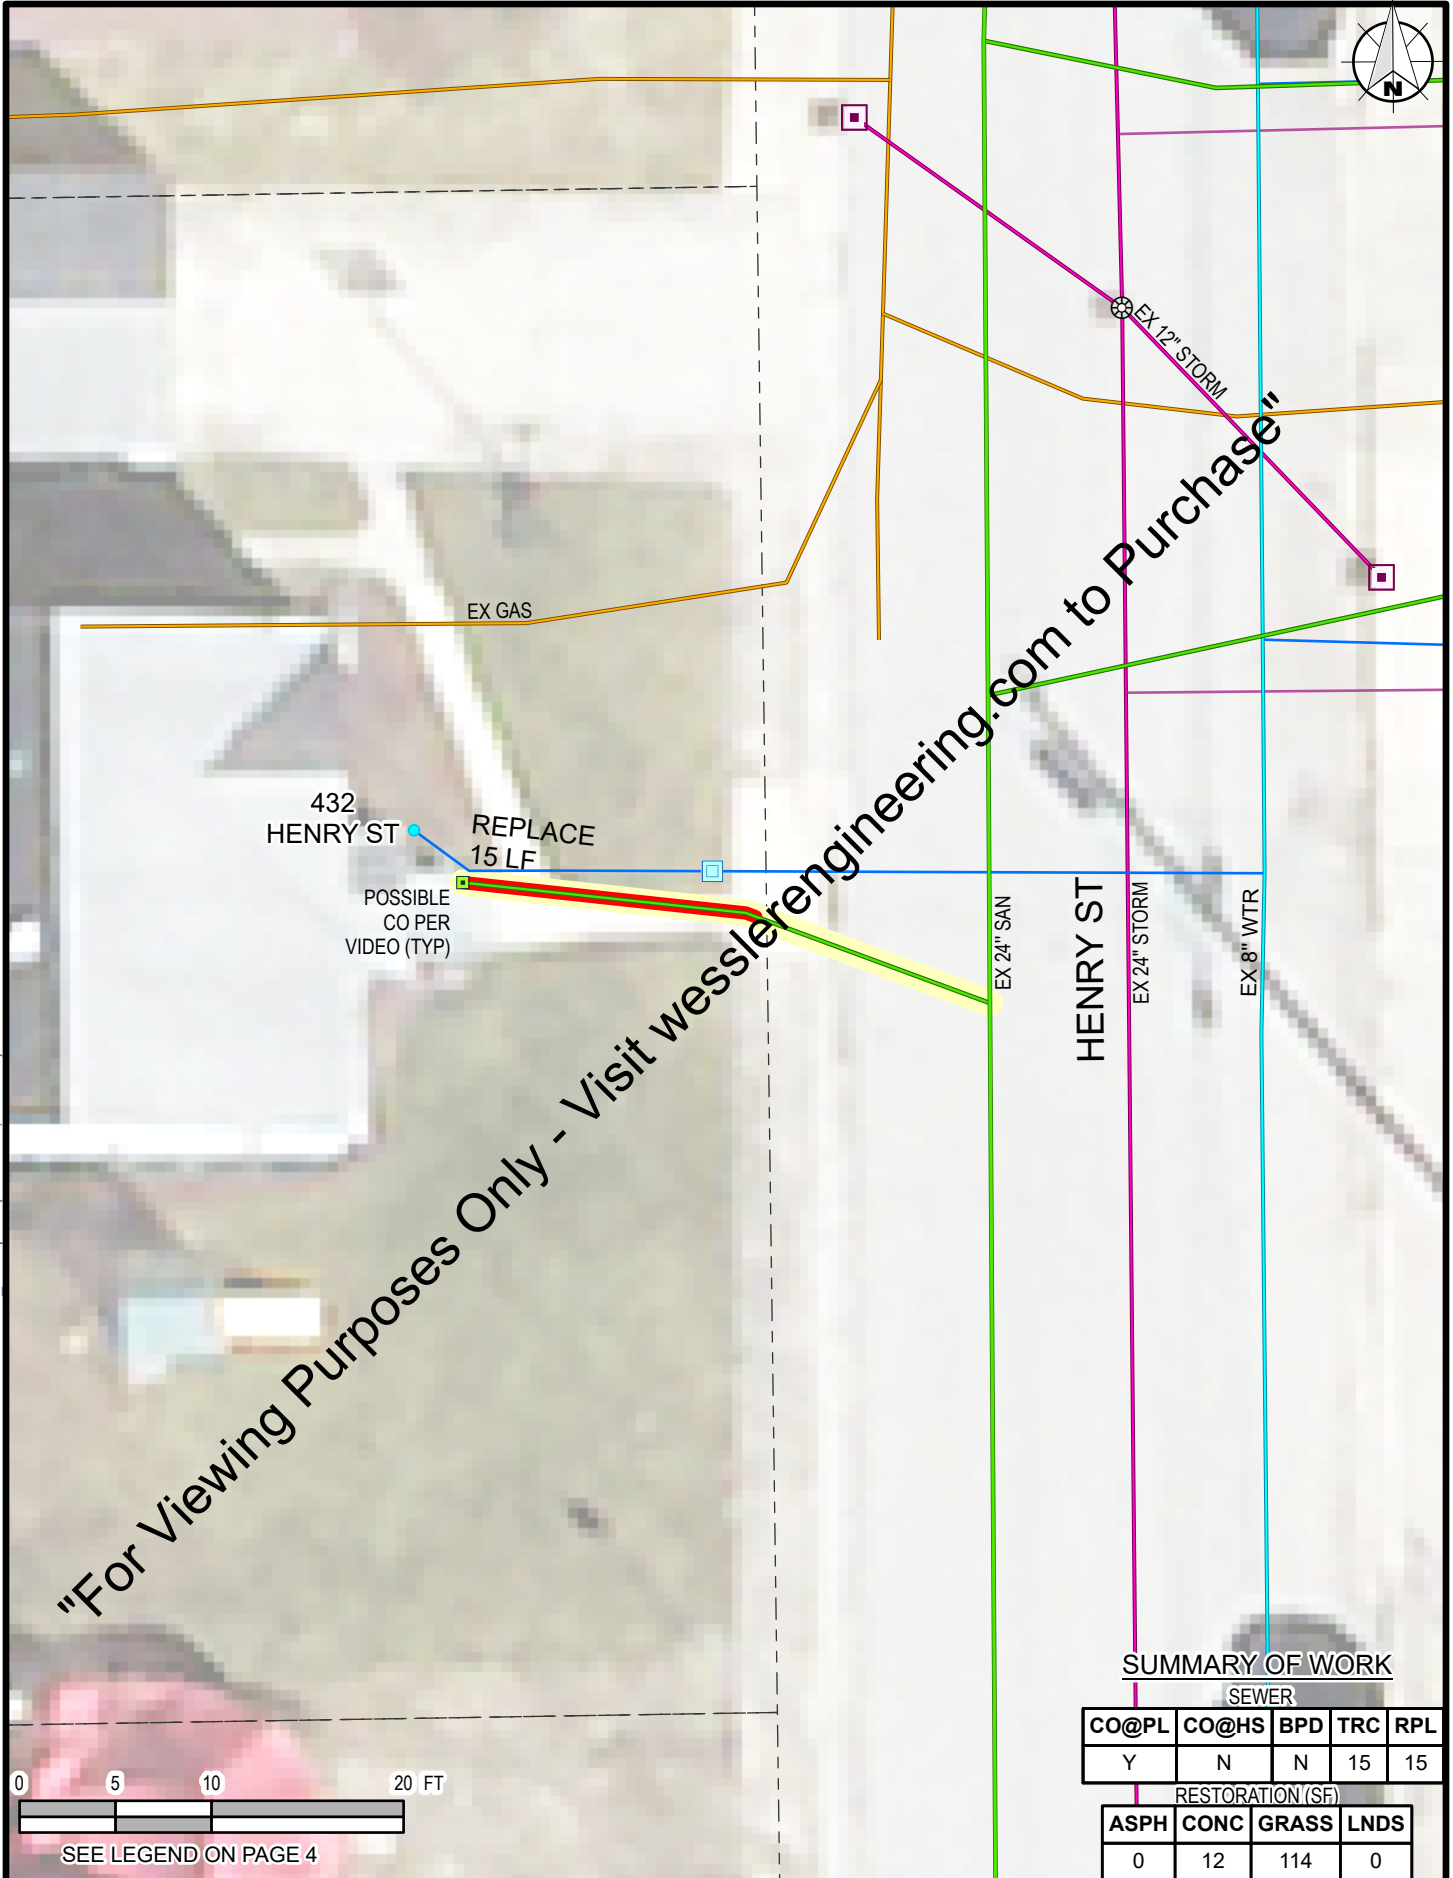 N
EX 12" STORM
EX GAS
432
HENRY ST
REPLACE
15 LF
POSSIBLE
CO PER
VIDEO (TYP)
EX 24" SAN
HENRY ST
EX 24" STORM
EX 8" WTR
"For Viewing Purposes Only - Visit wesslerengineering.com to Purchase"
SUMMARY OF WORK
SEWER
CO@PL CO@HS BPD TRC RPL
Y N N 15 15
RESTORATION (SF)
ASPH CONC GRASS LNDS
0 12 114 0
0 5 10 20 FT
SEE LEGEND ON PAGE 4